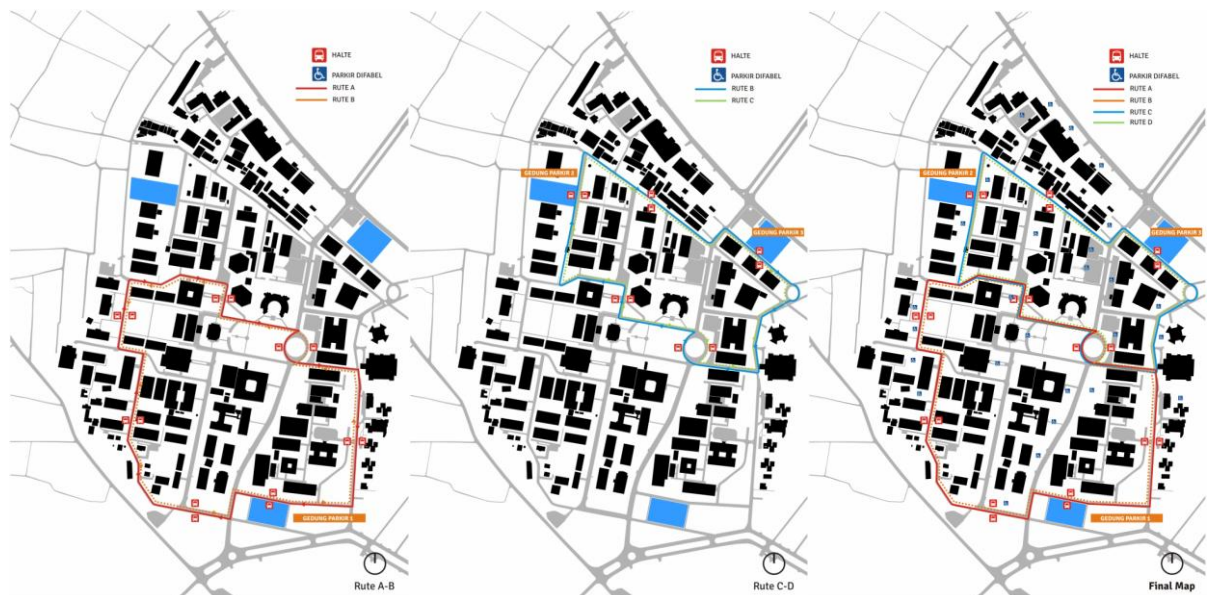 HALTE
PARKIR DIFABEL
RUTE A
RUTE B
GEDUNG PARKIR 1
Rute A-B
HALTE
PARKIR DIFABEL
RUTE B
RUTE C
GEDUNG PARKIR 3
GEDUNG PARKIR 3
Rute C-D
HALTE
PARKIR DIFABEL
RUTE A
RUTE B
RUTE C
RUTE D
GEDUNG PARKIR 2
GEDUNG PARKIR 3
GEDUNG PARKIR 1
Final Map